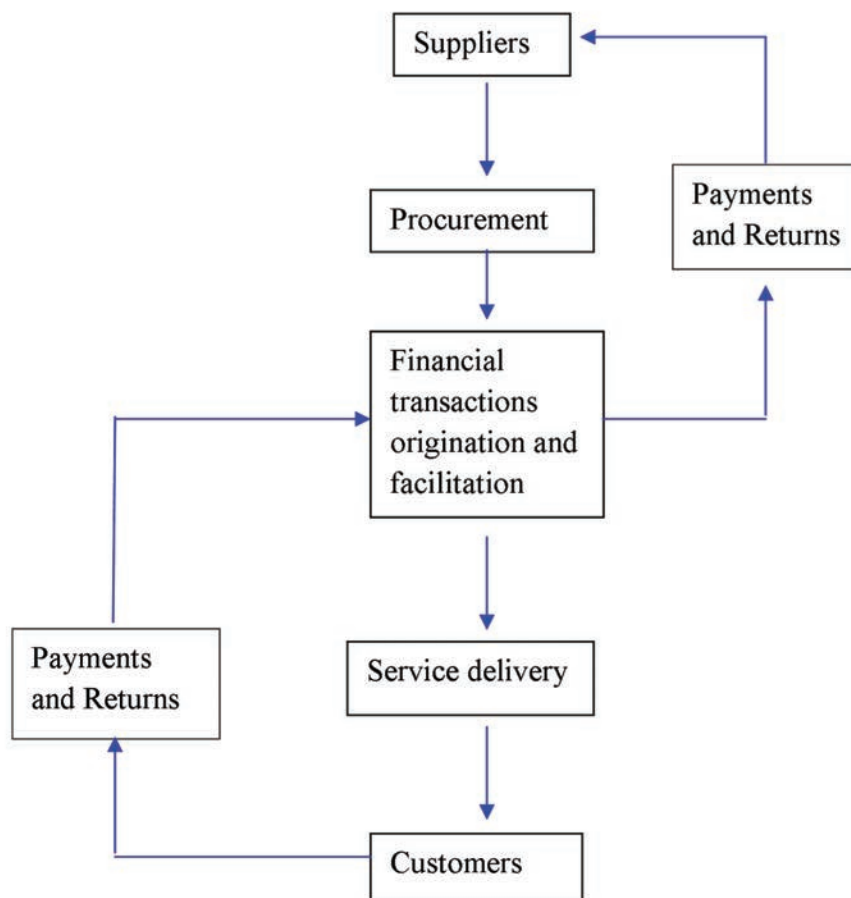 Suppliers
Payments
and Returns
Procurement
Financial
transactions
origination and
facilitation
Payments
and Returns
Service delivery
Customers